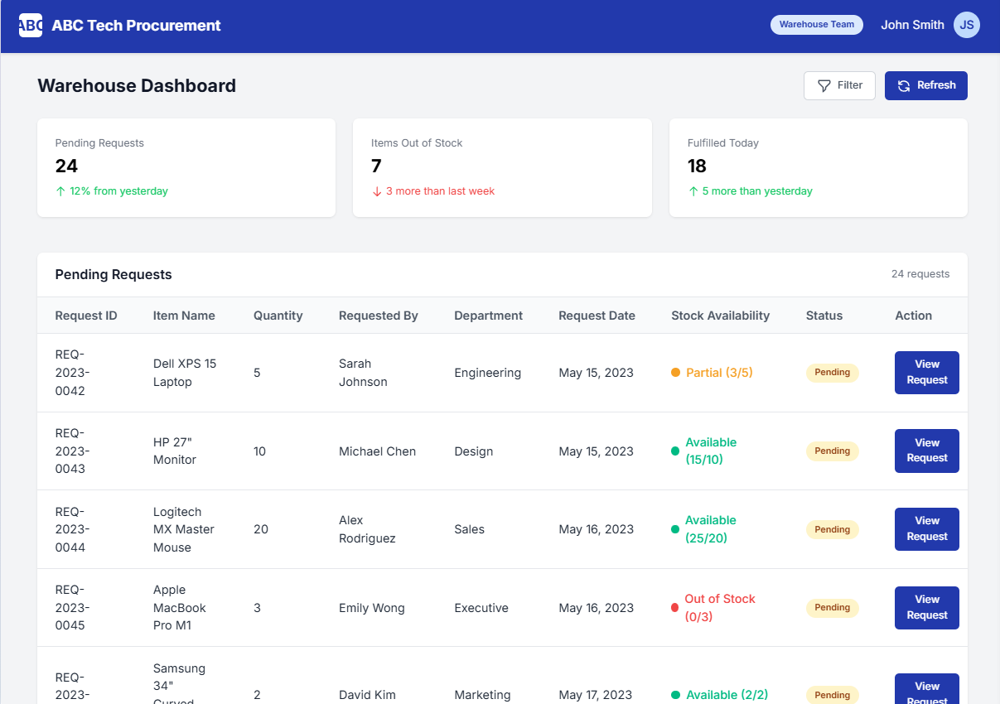 ABC ABC Tech Procurement Warehouse Team John Smith JS
Warehouse Dashboard Filter Refresh
Pending Requests
24
↑ 12% from yesterday
Items Out of Stock
7
↓ 3 more than last week
Fulfilled Today
18
↑ 5 more than yesterday
Pending Requests 24 requests
Request ID Item Name Quantity Requested By Department Request Date Stock Availability Status Action
REQ-
2023-
0042
Dell XPS 15
Laptop
5
Sarah
Johnson
Engineering
May 15, 2023
Partial (3/5)
Pending
View
Request
REQ-
2023-
0043
HP 27"
Monitor
10
Michael Chen
Design
May 15, 2023
Available
(15/10)
Pending
View
Request
REQ-
2023-
0044
Logitech
MX Master
Mouse
20
Alex
Rodriguez
Sales
May 16, 2023
Available
(25/20)
Pending
View
Request
REQ-
2023-
0045
Apple
MacBook
Pro M1
3
Emily Wong
Executive
May 16, 2023
Out of Stock
(0/3)
Pending
View
Request
REQ-
2023-
Samsung
34"
Curved
2
David Kim
Marketing
May 17, 2023
Available (2/2)
Pending
View
Request